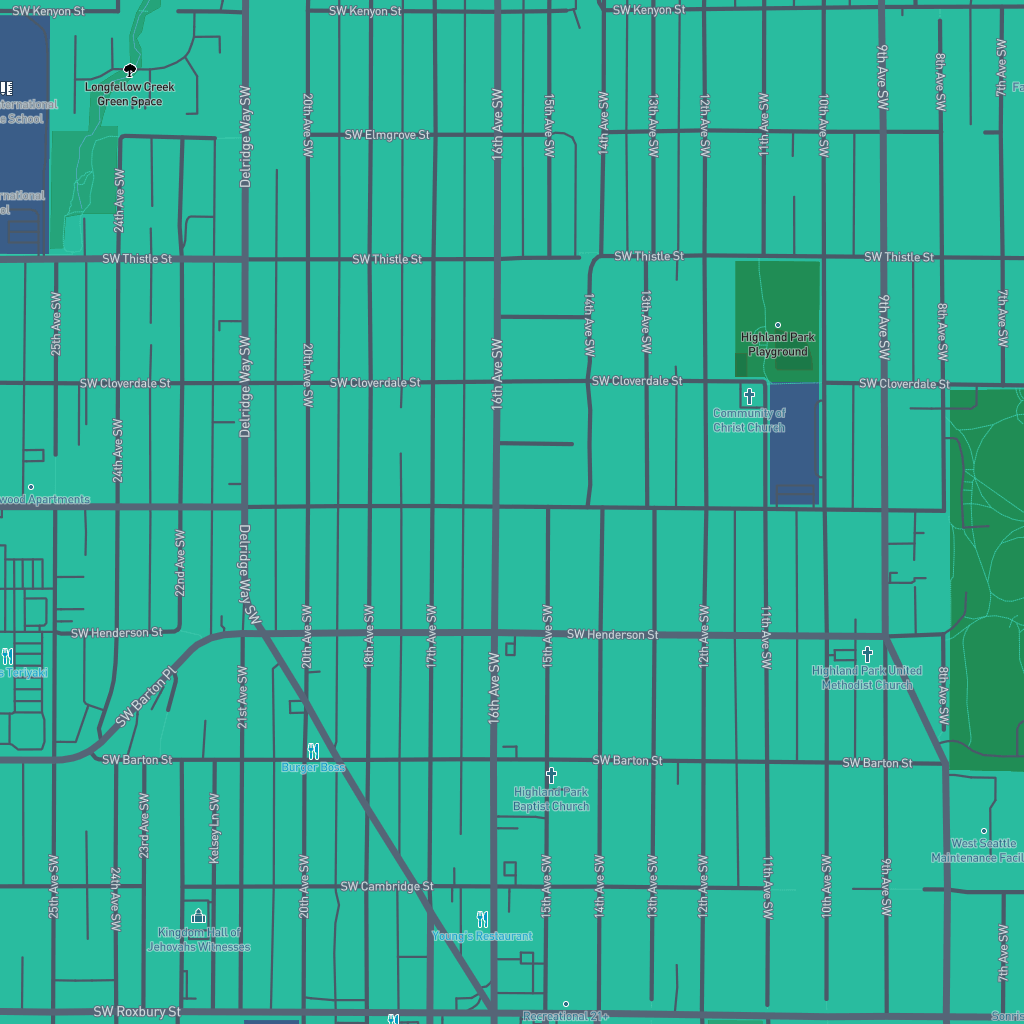 SW Kenyon St
SW Kenyon St
SW Kenyon St
Longfellow Creek
Green Space
Delridge Way SW
20th Ave SW
16th Ave SW
15th Ave SW
14th Ave SW
13th Ave SW
12th Ave SW
11th Ave SW
10th Ave SW
9th Ave SW
8th Ave SW
7th Ave SW
Fa
nternational
e School
SW Elmgrove St
rnational
ol
24th Ave SW
SW Thistle St
SW Thistle St
SW Thistle St
SW Thistle St
25th Ave SW
Delridge Way SW
20th Ave SW
16th Ave SW
14th Ave SW
13th Ave SW
9th Ave SW
8th Ave SW
7th Ave SW
Highland Park
Playground
SW Cloverdale St
SW Cloverdale St
SW Cloverdale St
SW Cloverdale St
Community of
Christ Church
24th Ave SW
wood Apartments
22nd Ave SW
Delridge Way SW
SW Henderson St
SW Henderson St
20th Ave SW
18th Ave SW
17th Ave SW
15th Ave SW
12th Ave SW
11th Ave SW
s Teriyaki
Highland Park United
Methodist Church
SW Barton Pl
21st Ave SW
16th Ave SW
8th Ave SW
SW Barton St
SW Barton St
SW Barton St
Burger Boss
Highland Park
Baptist Church
23rd Ave SW
Kelsey Ln SW
West Seattle
Maintenance Facili
25th Ave SW
24th Ave SW
20th Ave SW
SW Cambridge St
15th Ave SW
14th Ave SW
13th Ave SW
12th Ave SW
11th Ave SW
10th Ave SW
9th Ave SW
7th Ave SW
Kingdom Hall of
Jehovahs Witnesses
Young's Restaurant
SW Roxbury St
Recreational 21+
Sunris